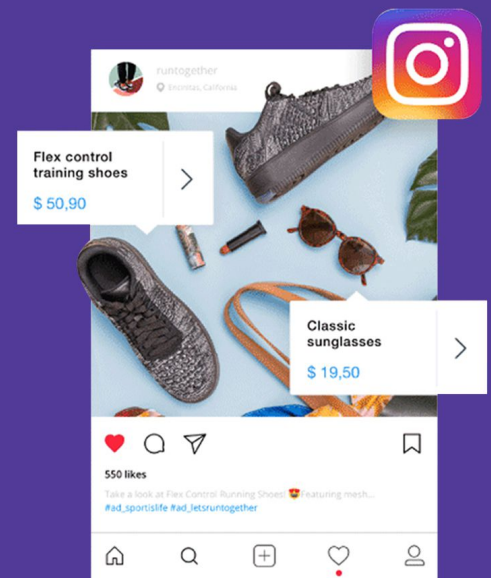 runtogether
Encinitas, California
Flex control
training shoes
$ 50,90
Classic
sunglasses
$ 19,50
550 likes
Take a look at Flex Control Running Shoes! 😍Featuring mesh...
#ad_sportislife #ad_letsruntogether